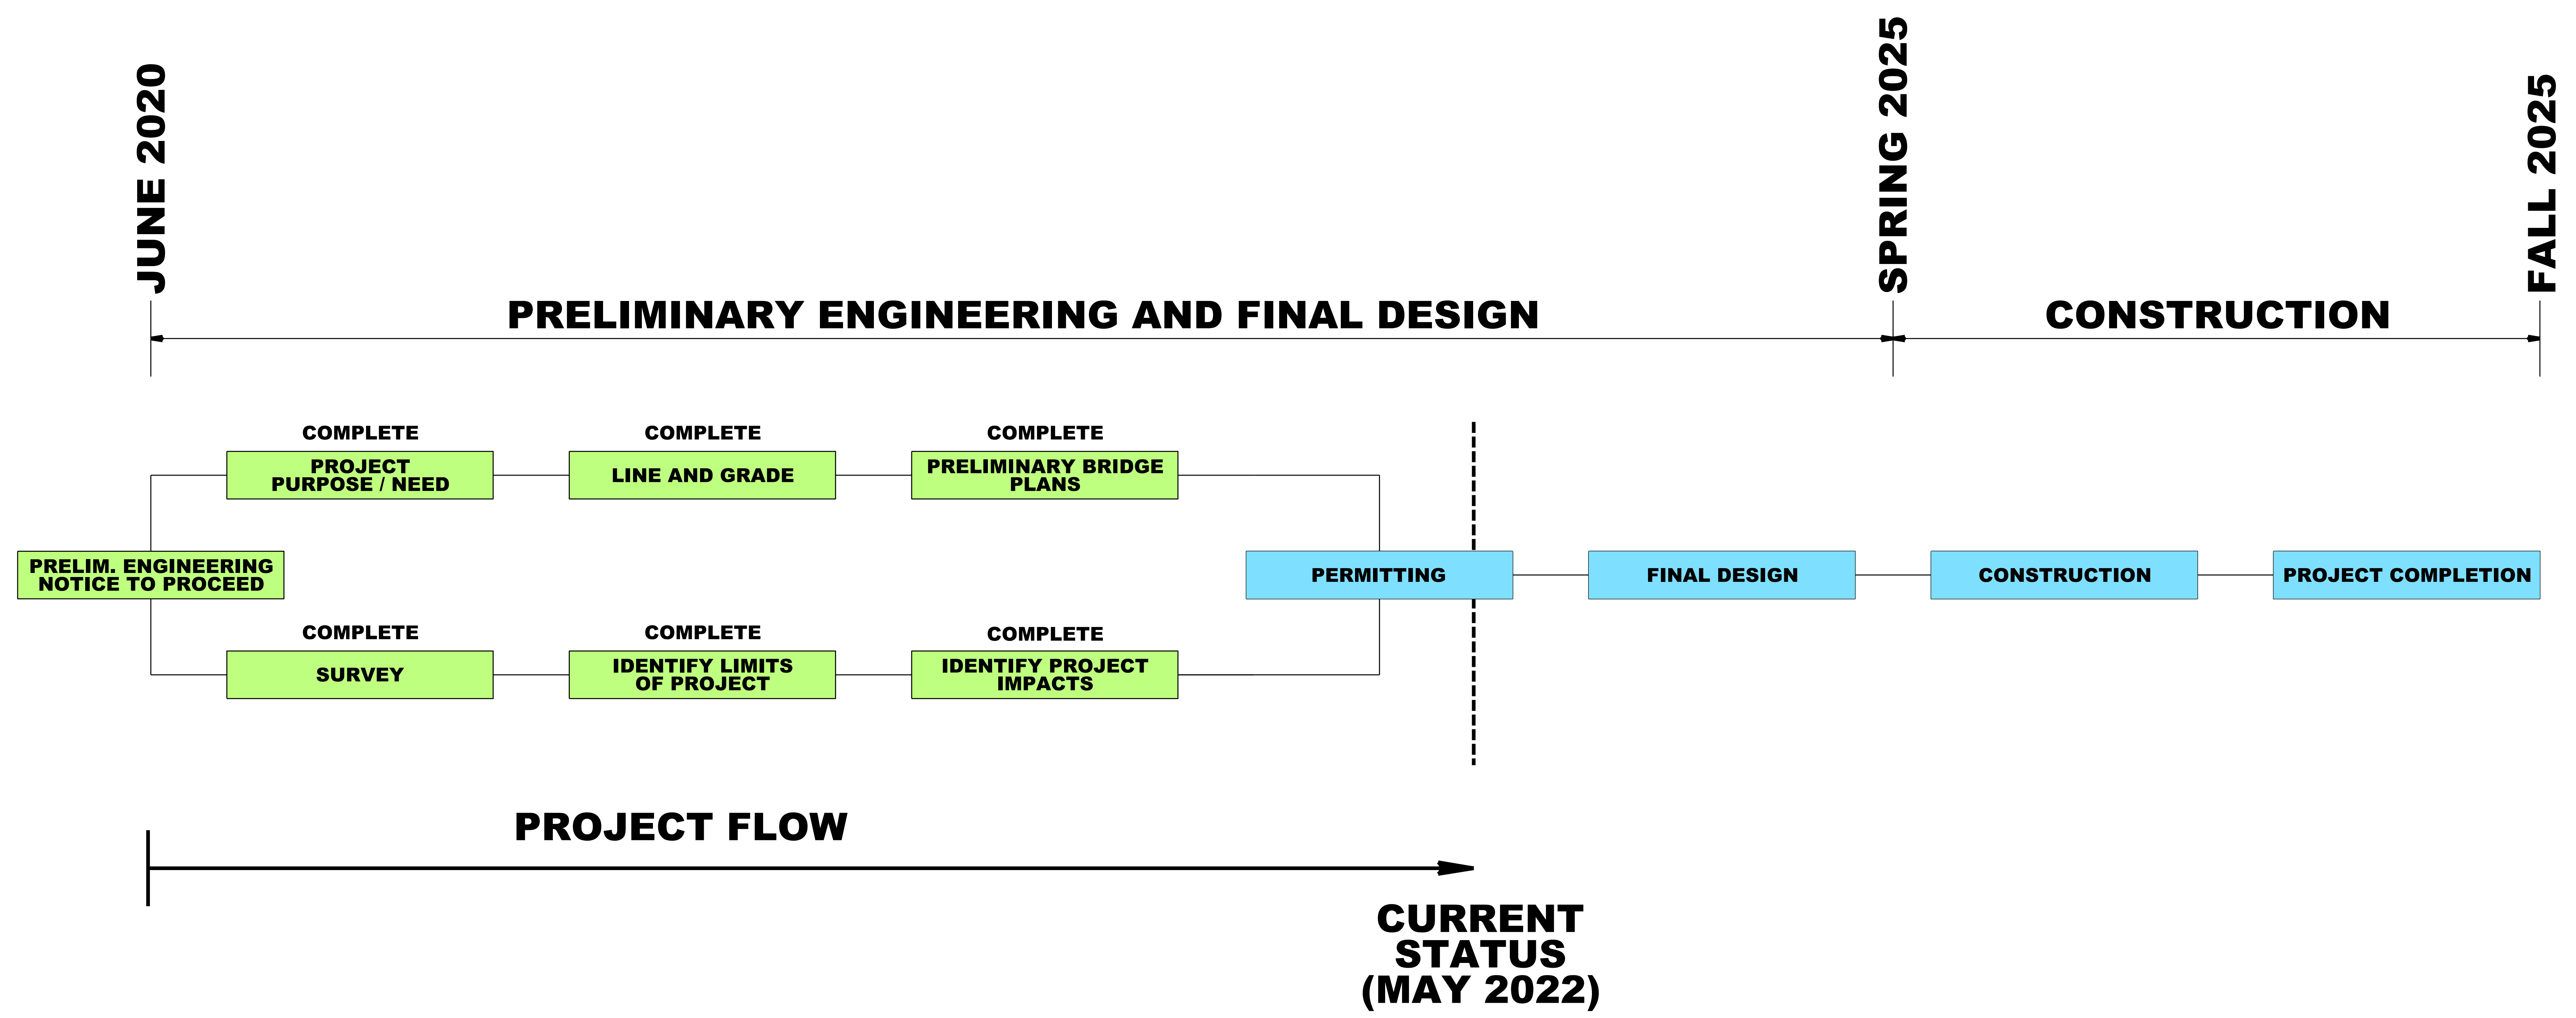 JUNE 2020
SPRING 2025
FALL 2025
PRELIMINARY ENGINEERING AND FINAL DESIGN
CONSTRUCTION
COMPLETE
COMPLETE
COMPLETE
PROJECT
PURPOSE / NEED
LINE AND GRADE
PRELIMINARY BRIDGE
PLANS
PRELIM. ENGINEERING
NOTICE TO PROCEED
PERMITTING
FINAL DESIGN
CONSTRUCTION
PROJECT COMPLETION
COMPLETE
COMPLETE
COMPLETE
SURVEY
IDENTIFY LIMITS
OF PROJECT
IDENTIFY PROJECT
IMPACTS
PROJECT FLOW
CURRENT
STATUS
(MAY 2022)